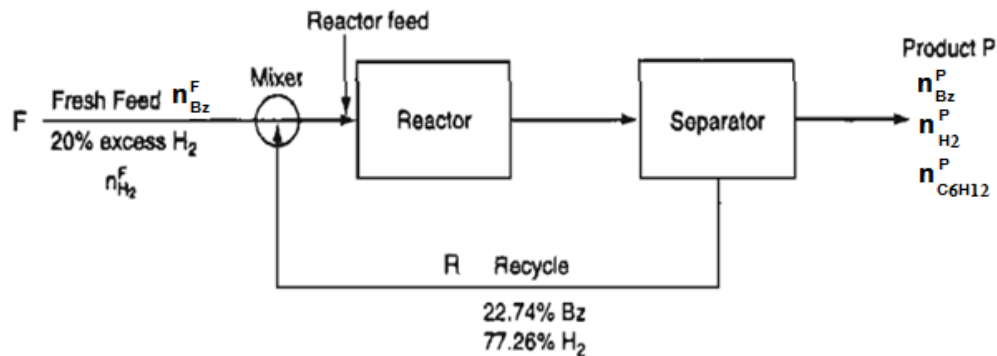 Reactor feed
Mixer
Fresh Feed n^F_Bz
F
20% excess H₂
n^F_H₂
Reactor
Separator
Product P
n^P_Bz
n^P_H2
n^P_C6H12
R Recycle
22.74% Bz
77.26% H₂